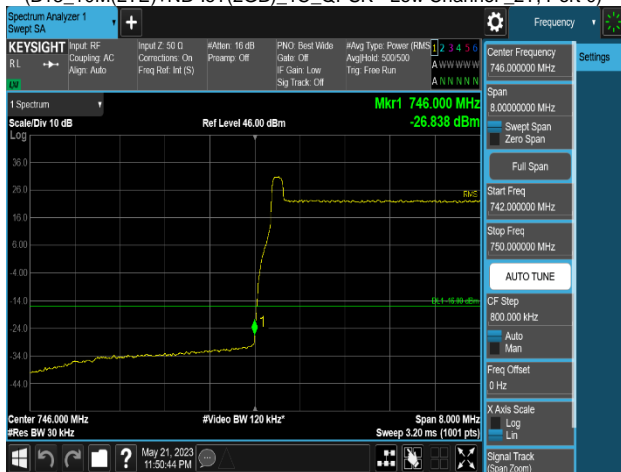 Spectrum Analyzer 1
Swept SA
Frequency
KEYSIGHT
RL
Input: RF
Coupling: AC
Align: Auto
Input Z: 50 Ω
Corrections: On
Freq Ref: Int (S)
#Atten: 16 dB
Preamp: Off
PNO: Best Wide
Gate: Off
IF Gain: Low
Sig Track: Off
#Avg Type: Power (RMS
Avg|Hold: 500/500
Trig: Free Run
1 2 3 4 5 6
A W W W W W
A N N N N N
1 Spectrum
Scale/Div 10 dB
Log
Ref Level 46.00 dBm
Mkr1 746.000 MHz
-26.838 dBm
36.0
26.0
16.0
6.00
-4.00
-14.0
-24.0
-34.0
-44.0
RMS
1
Center 746.000 MHz
#Res BW 30 kHz
#Video BW 120 kHz*
Span 8.000 MHz
Sweep 3.20 ms (1001 pts)
May 21, 2023
11:50:44 PM
Settings
Center Frequency
746.000000 MHz
Span
8.00000000 MHz
Swept Span
Zero Span
Full Span
Start Freq
742.000000 MHz
Stop Freq
750.000000 MHz
AUTO TUNE
CF Step
800.000 kHz
Auto
Man
Freq Offset
0 Hz
X Axis Scale
Log
Lin
Signal Track
(Span Zoom)